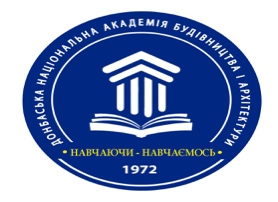 ДОНБАСЬКА НАЦІОНАЛЬНА АКАДЕМІЯ БУДІВНИЦТВА І АРХІТЕКТУРИ
• НАВЧАЮЧИ - НАВЧАЄМОСЬ •
1972